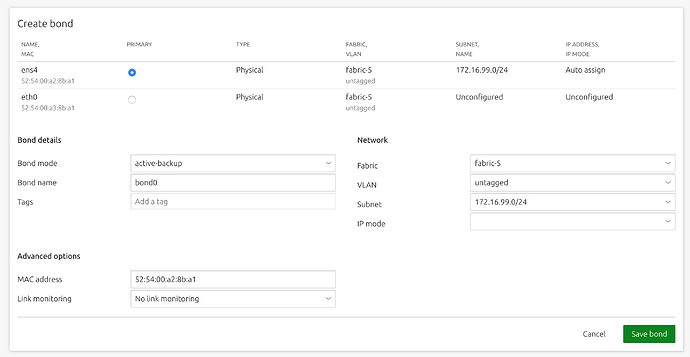 Create bond
NAME, PRIMARY TYPE FABRIC, SUBNET, IP ADDRESS,
MAC VLAN NAME IP MODE
ens4 Physical fabric-5 172.16.99.0/24 Auto assign
52:54:00:a2:8b:a1 untagged
eth0 Physical fabric-5 Unconfigured Unconfigured
52:54:00:a3:8b:a1 untagged
Bond details Network
Bond mode active-backup Fabric fabric-5
Bond name bond0 VLAN untagged
Tags Add a tag Subnet 172.16.99.0/24
IP mode
Advanced options
MAC address 52:54:00:a2:8b:a1
Link monitoring No link monitoring
Cancel Save bond